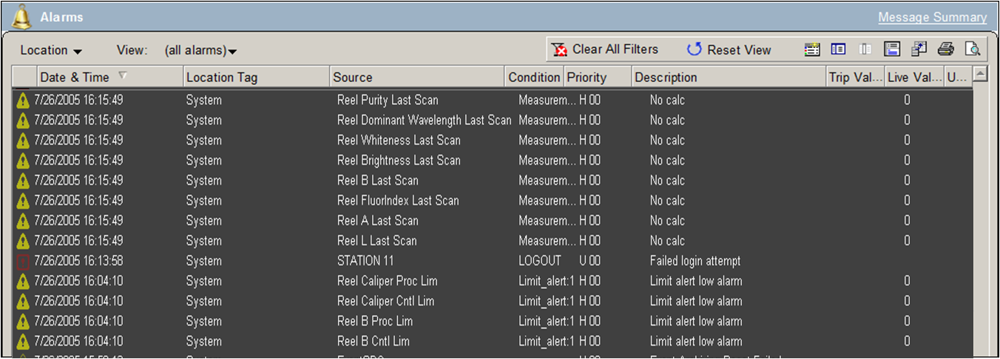 Alarms Message Summary
Location View: (all alarms) Clear All Filters Reset View
Date & Time Location Tag Source Condition Priority Description Trip Val... Live Val... U...
7/26/2005 16:15:49 System Reel Purity Last Scan Measurem... H 00 No calc 0
7/26/2005 16:15:49 System Reel Dominant Wavelength Last Scan Measurem... H 00 No calc 0
7/26/2005 16:15:49 System Reel Whiteness Last Scan Measurem... H 00 No calc 0
7/26/2005 16:15:49 System Reel Brightness Last Scan Measurem... H 00 No calc 0
7/26/2005 16:15:49 System Reel B Last Scan Measurem... H 00 No calc 0
7/26/2005 16:15:49 System Reel FluorIndex Last Scan Measurem... H 00 No calc 0
7/26/2005 16:15:49 System Reel A Last Scan Measurem... H 00 No calc 0
7/26/2005 16:15:49 System Reel L Last Scan Measurem... H 00 No calc 0
7/26/2005 16:13:58 System STATION 11 LOGOUT U 00 Failed login attempt
7/26/2005 16:04:10 System Reel Caliper Proc Lim Limit_alert:1 H 00 Limit alert low alarm 0
7/26/2005 16:04:10 System Reel Caliper Cntl Lim Limit_alert:1 H 00 Limit alert low alarm 0
7/26/2005 16:04:10 System Reel B Proc Lim Limit_alert:1 H 00 Limit alert low alarm 0
7/26/2005 16:04:10 System Reel B Cntl Lim Limit_alert:1 H 00 Limit alert low alarm 0